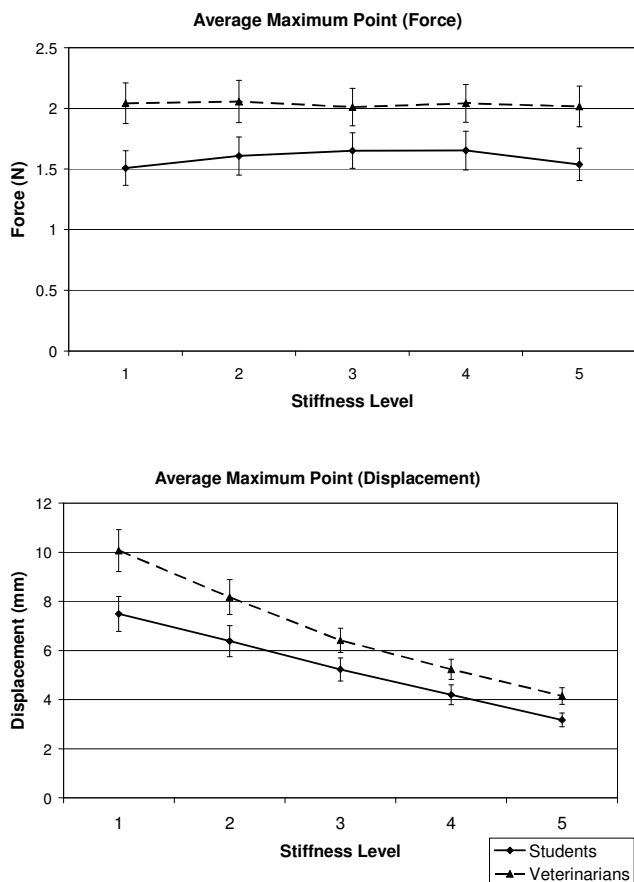 Average Maximum Point (Force)
2.5
2
1.5
1
0.5
0
Force (N)
1 2 3 4 5
Stiffness Level
Average Maximum Point (Displacement)
12
10
8
6
4
2
0
Displacement (mm)
1 2 3 4 5
Stiffness Level
Students
Veterinarians